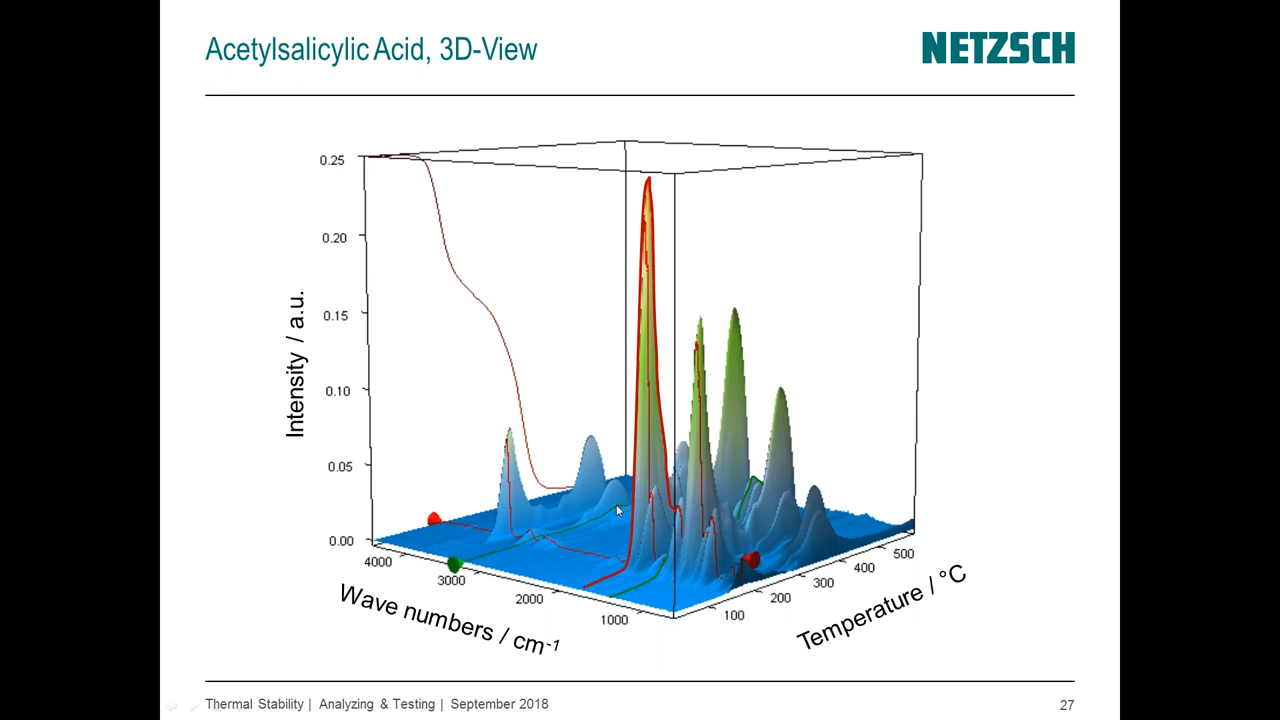 Acetylsalicylic Acid, 3D-View
NETZSCH
0.25
0.20
0.15
0.10
0.05
0.00
Intensity / a.u.
4000
3000
2000
1000
Wave numbers / cm-1
100
200
300
400
500
Temperature / °C
Thermal Stability | Analyzing & Testing | September 2018
27